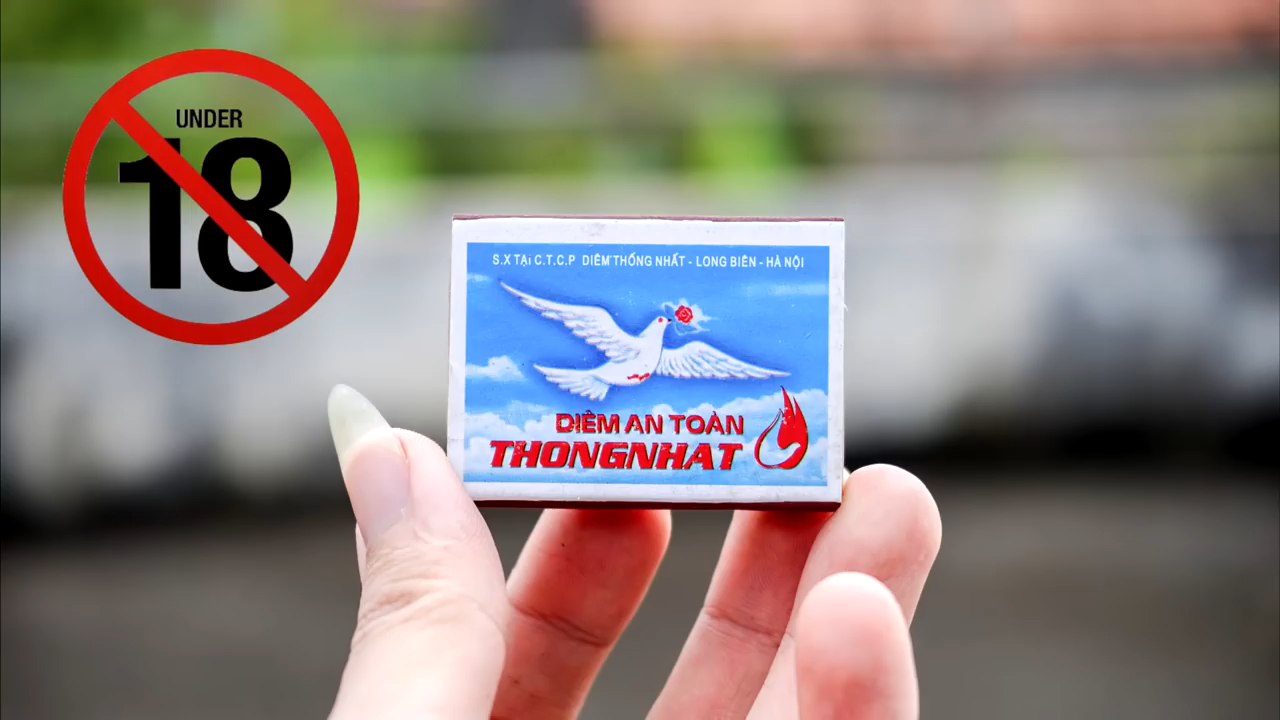 UNDER
18
S.X TẠI C.T.C.P DIÊM THỐNG NHẤT - LONG BIÊN - HÀ NỘI
DIÊM AN TOÀN
THONGNHAT